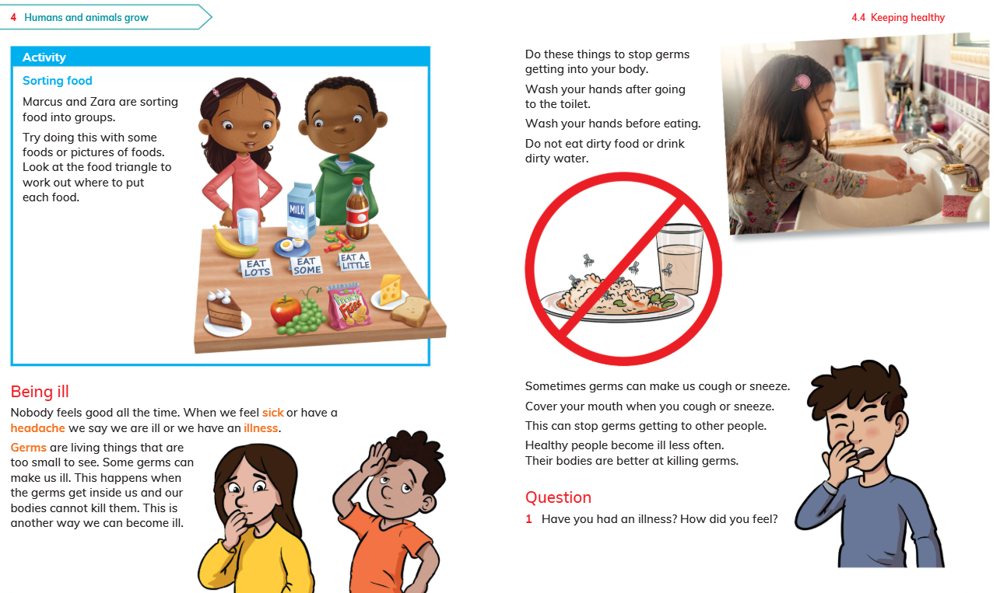 4 Humans and animals grow
Activity
Sorting food
Marcus and Zara are sorting
food into groups.
Try doing this with some
foods or pictures of foods.
Look at the food triangle to
work out where to put
each food.
MILK
EAT
LOTS
EAT
SOME
EAT A
LITTLE
Being ill
Nobody feels good all the time. When we feel sick or have a
headache we say we are ill or we have an illness.
Germs are living things that are
too small to see. Some germs can
make us ill. This happens when
the germs get inside us and our
bodies cannot kill them. This is
another way we can become ill.
4.4 Keeping healthy
Do these things to stop germs
getting into your body.
Wash your hands after going
to the toilet.
Wash your hands before eating.
Do not eat dirty food or drink
dirty water.
Sometimes germs can make us cough or sneeze.
Cover your mouth when you cough or sneeze.
This can stop germs getting to other people.
Healthy people become ill less often.
Their bodies are better at killing germs.
Question
1 Have you had an illness? How did you feel?